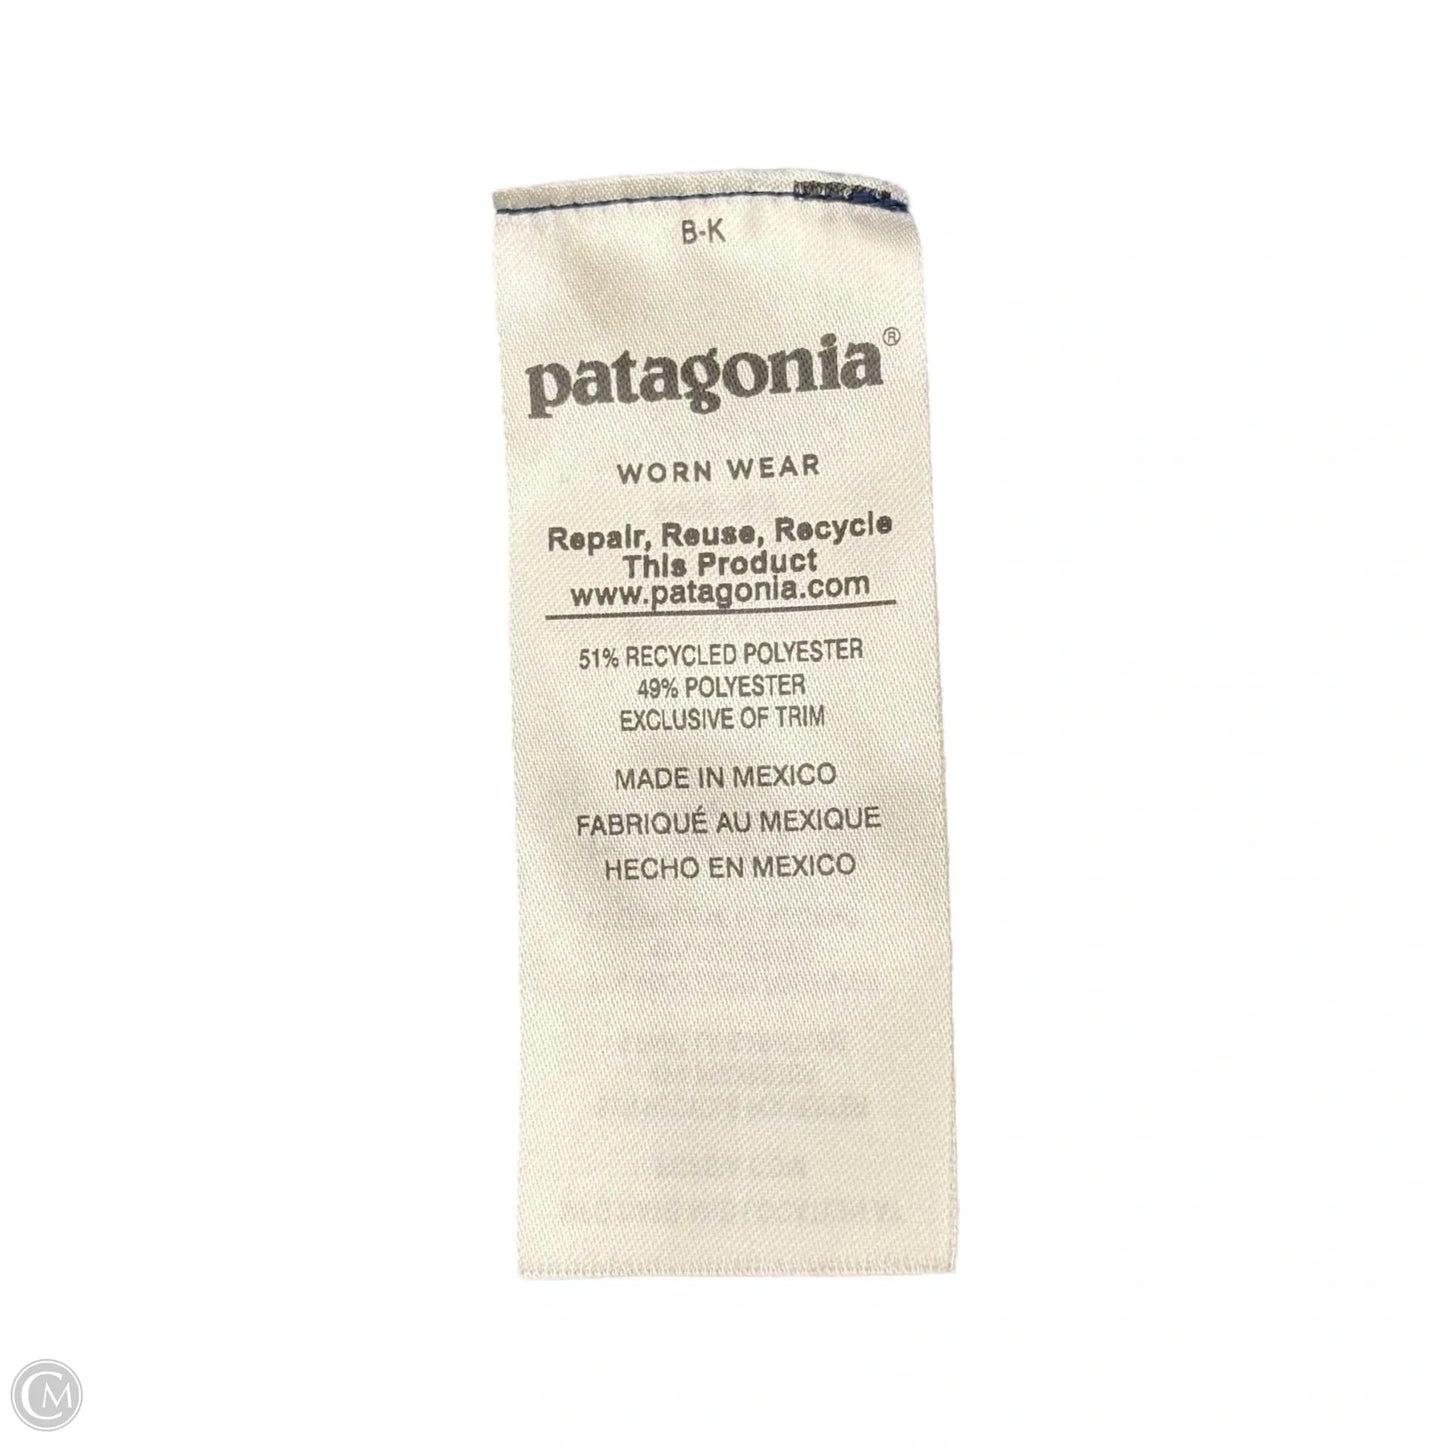 B-K
patagonia®
WORN WEAR
Repair, Reuse, Recycle
This Product
www.patagonia.com
51% RECYCLED POLYESTER
49% POLYESTER
EXCLUSIVE OF TRIM
MADE IN MEXICO
FABRIQUÉ AU MEXIQUE
HECHO EN MEXICO
CM